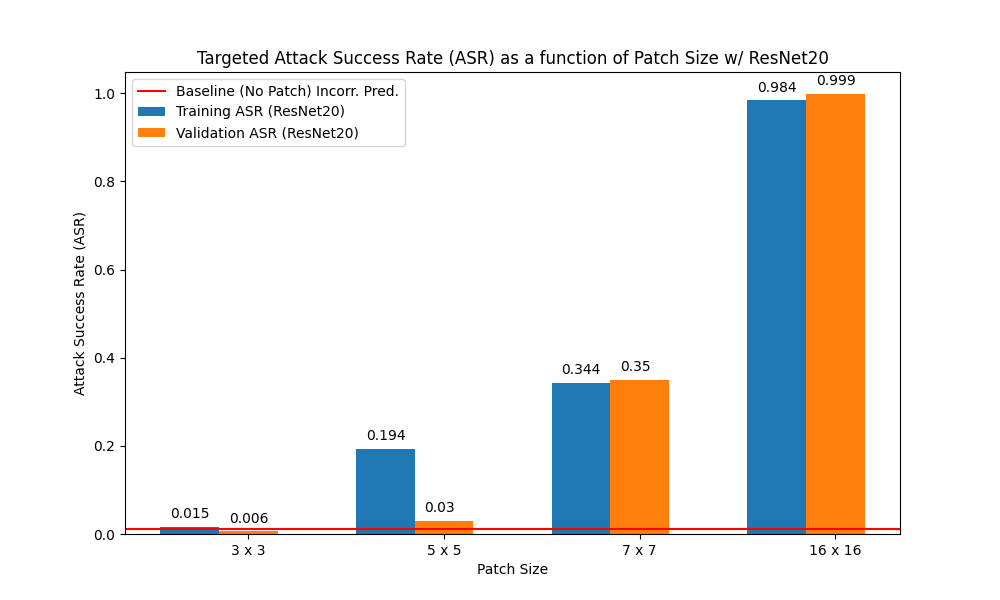 Targeted Attack Success Rate (ASR) as a function of Patch Size w/ ResNet20
Baseline (No Patch) Incorr. Pred.
Training ASR (ResNet20)
Validation ASR (ResNet20)
Attack Success Rate (ASR)
1.0
0.8
0.6
0.4
0.2
0.0
0.015
0.006
0.194
0.03
0.344
0.35
0.984
0.999
3 x 3
5 x 5
7 x 7
16 x 16
Patch Size